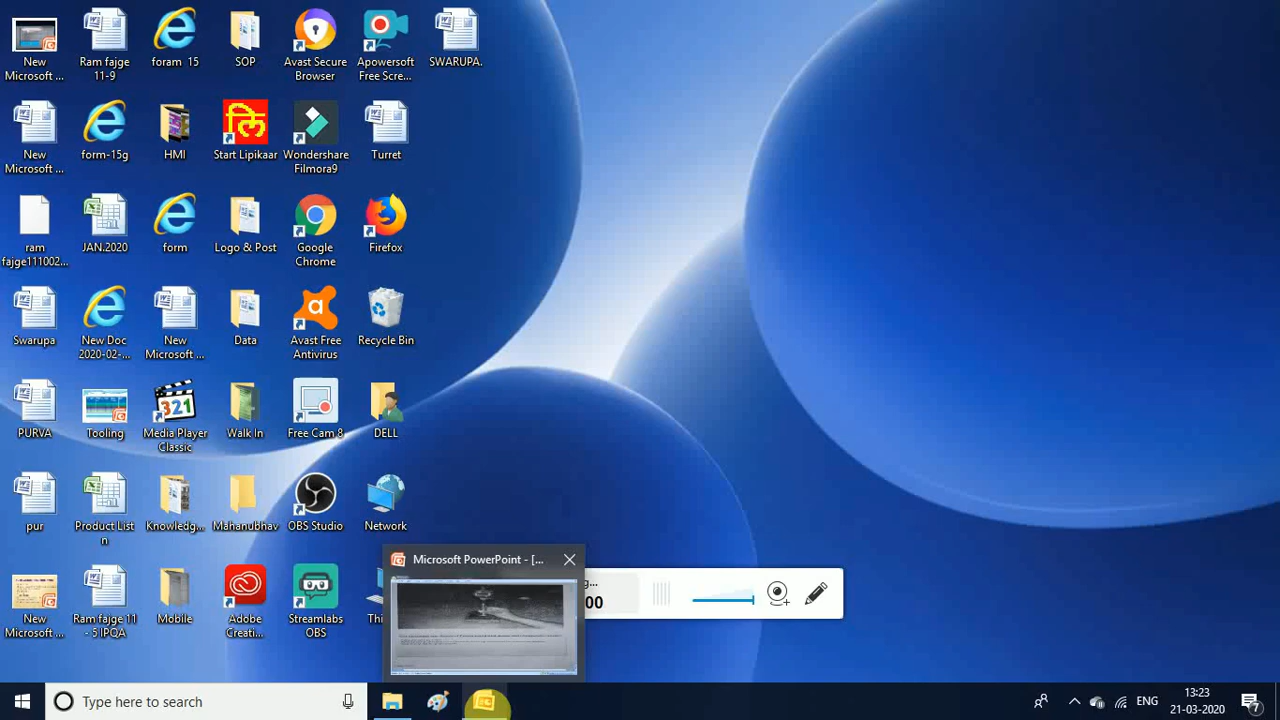 New
Microsoft ...
Ram fajge
11-9
foram 15
SOP
Avast Secure
Browser
Apowersoft
Free Scre...
SWARUPA.
New
Microsoft ...
form-15g
HMI
लि
Start Lipikaar
Wondershare
Filmora9
Turret
ram
fajge111002...
JAN.2020
form
Logo & Post
Google
Chrome
Firefox
Swarupa
New Doc
2020-02-...
New
Microsoft ...
Data
Avast Free
Antivirus
Recycle Bin
PURVA
Tooling
321
Media Player
Classic
Walk In
Free Cam 8
DELL
pur
Product List
n
Knowledg...
Mahanubhav
OBS Studio
Network
New
Microsoft ...
Ram fajge 11
- 5 IPQA
Mobile
Adobe
Creati...
Streamlabs
OBS
Thi
Microsoft PowerPoint - [...
g...
00
Type here to search
ENG
13:23
21-03-2020
7